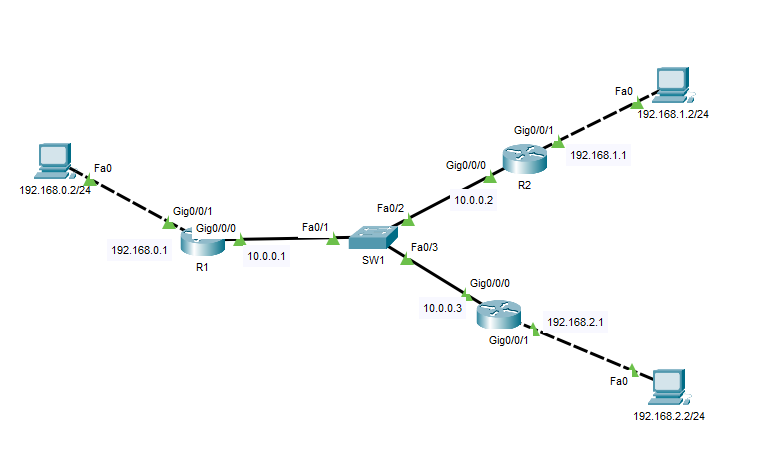 Fa0
192.168.1.2/24
Gig0/0/1
192.168.1.1
Gig0/0/0
R2
10.0.0.2
Fa0
192.168.0.2/24
Gig0/0/1
Gig0/0/0
192.168.0.1
R1
10.0.0.1
Fa0/1
Fa0/2
SW1
Fa0/3
Gig0/0/0
10.0.0.3
192.168.2.1
Gig0/0/1
Fa0
192.168.2.2/24